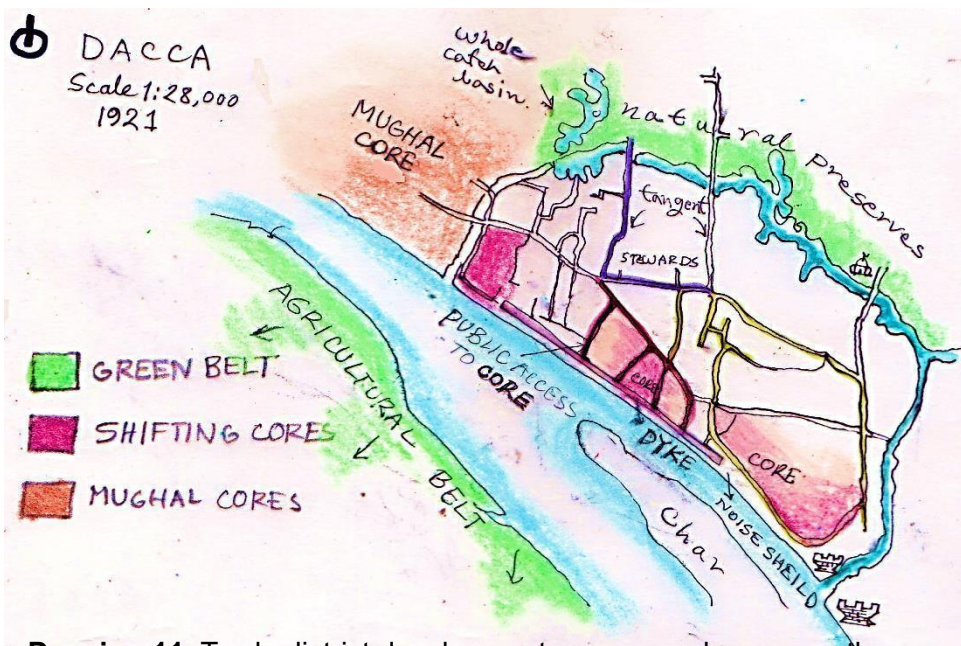 DACCA
Scale 1:28,000
1921
whole
catch
basin
natural preserves
MUGHAL
CORE
tangent
STEWARDS
PUBLIC ACCESS
TO CORE
CORE
DYKE
CORE
NOISE SHEILD
Char
AGRICULTURAL BELT
GREEN BELT
SHIFTING CORES
MUGHAL CORES